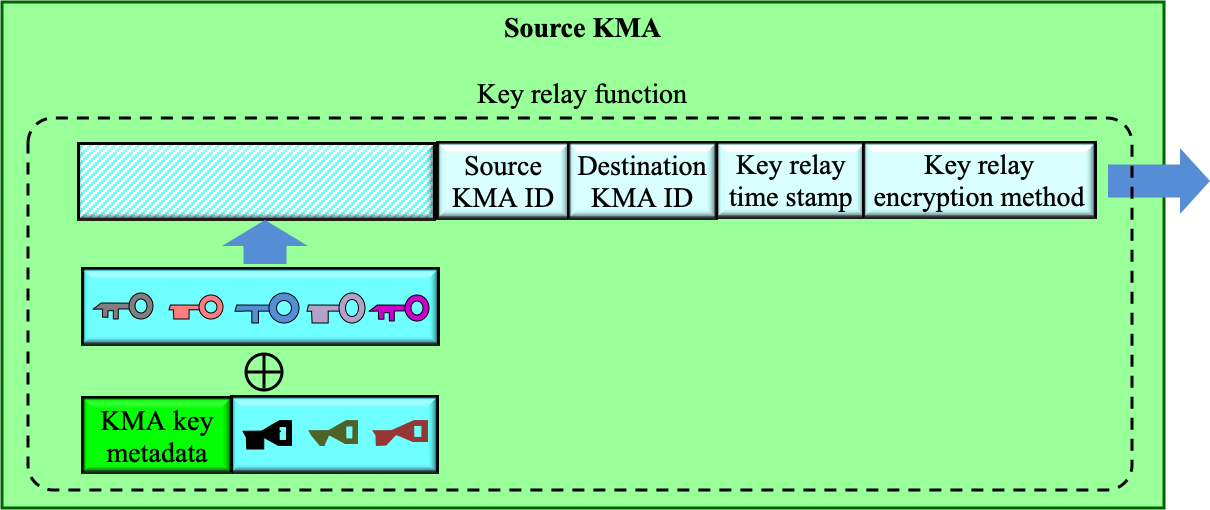 Source KMA
Key relay function
Source
KMA ID
Destination
KMA ID
Key relay
time stamp
Key relay
encryption method
KMA key
metadata